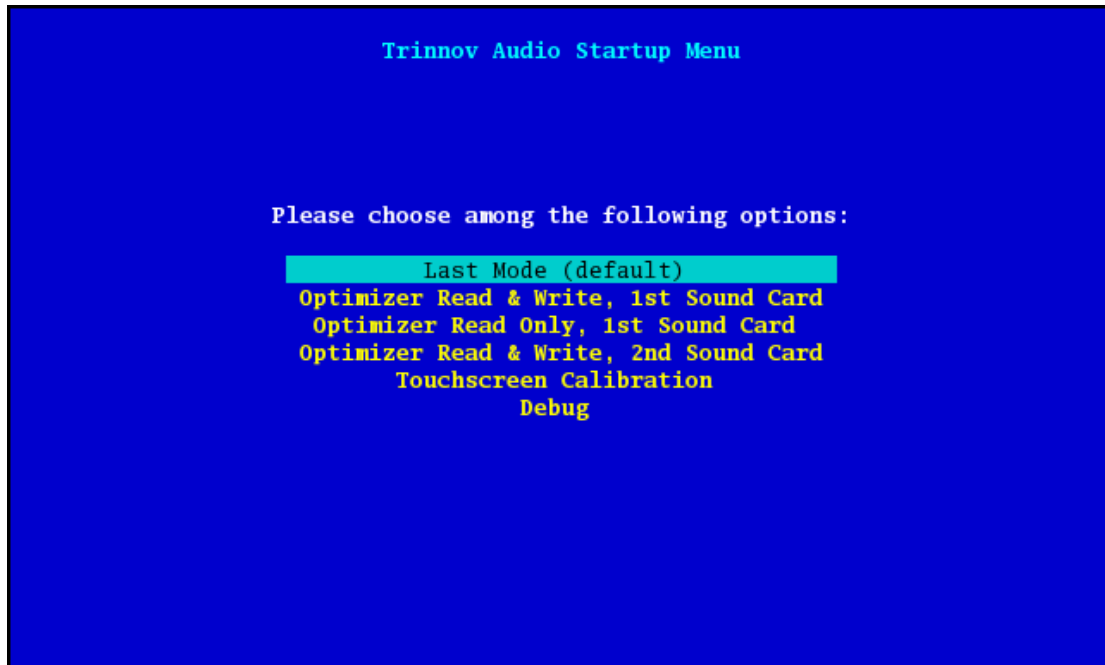 Trinnov Audio Startup Menu
Please choose among the following options:
Last Mode (default)
Optimizer Read & Write, 1st Sound Card
Optimizer Read Only, 1st Sound Card
Optimizer Read & Write, 2nd Sound Card
Touchscreen Calibration
Debug